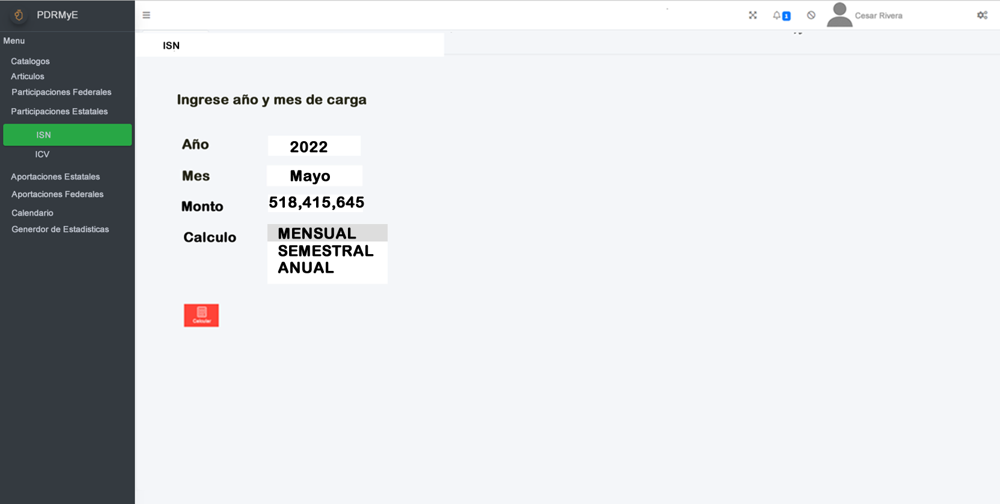 PDRMyE
1
Cesar Rivera
Menu
Catalogos
Articulos
Participaciones Federales
Participaciones Estatales
ISN
ICV
Aportaciones Estatales
Aportaciones Federales
Calendario
Generdor de Estadisticas
ISN
Ingrese año y mes de carga
Año 2022
Mes Mayo
Monto 518,415,645
Calculo MENSUAL
SEMESTRAL
ANUAL
Calcular